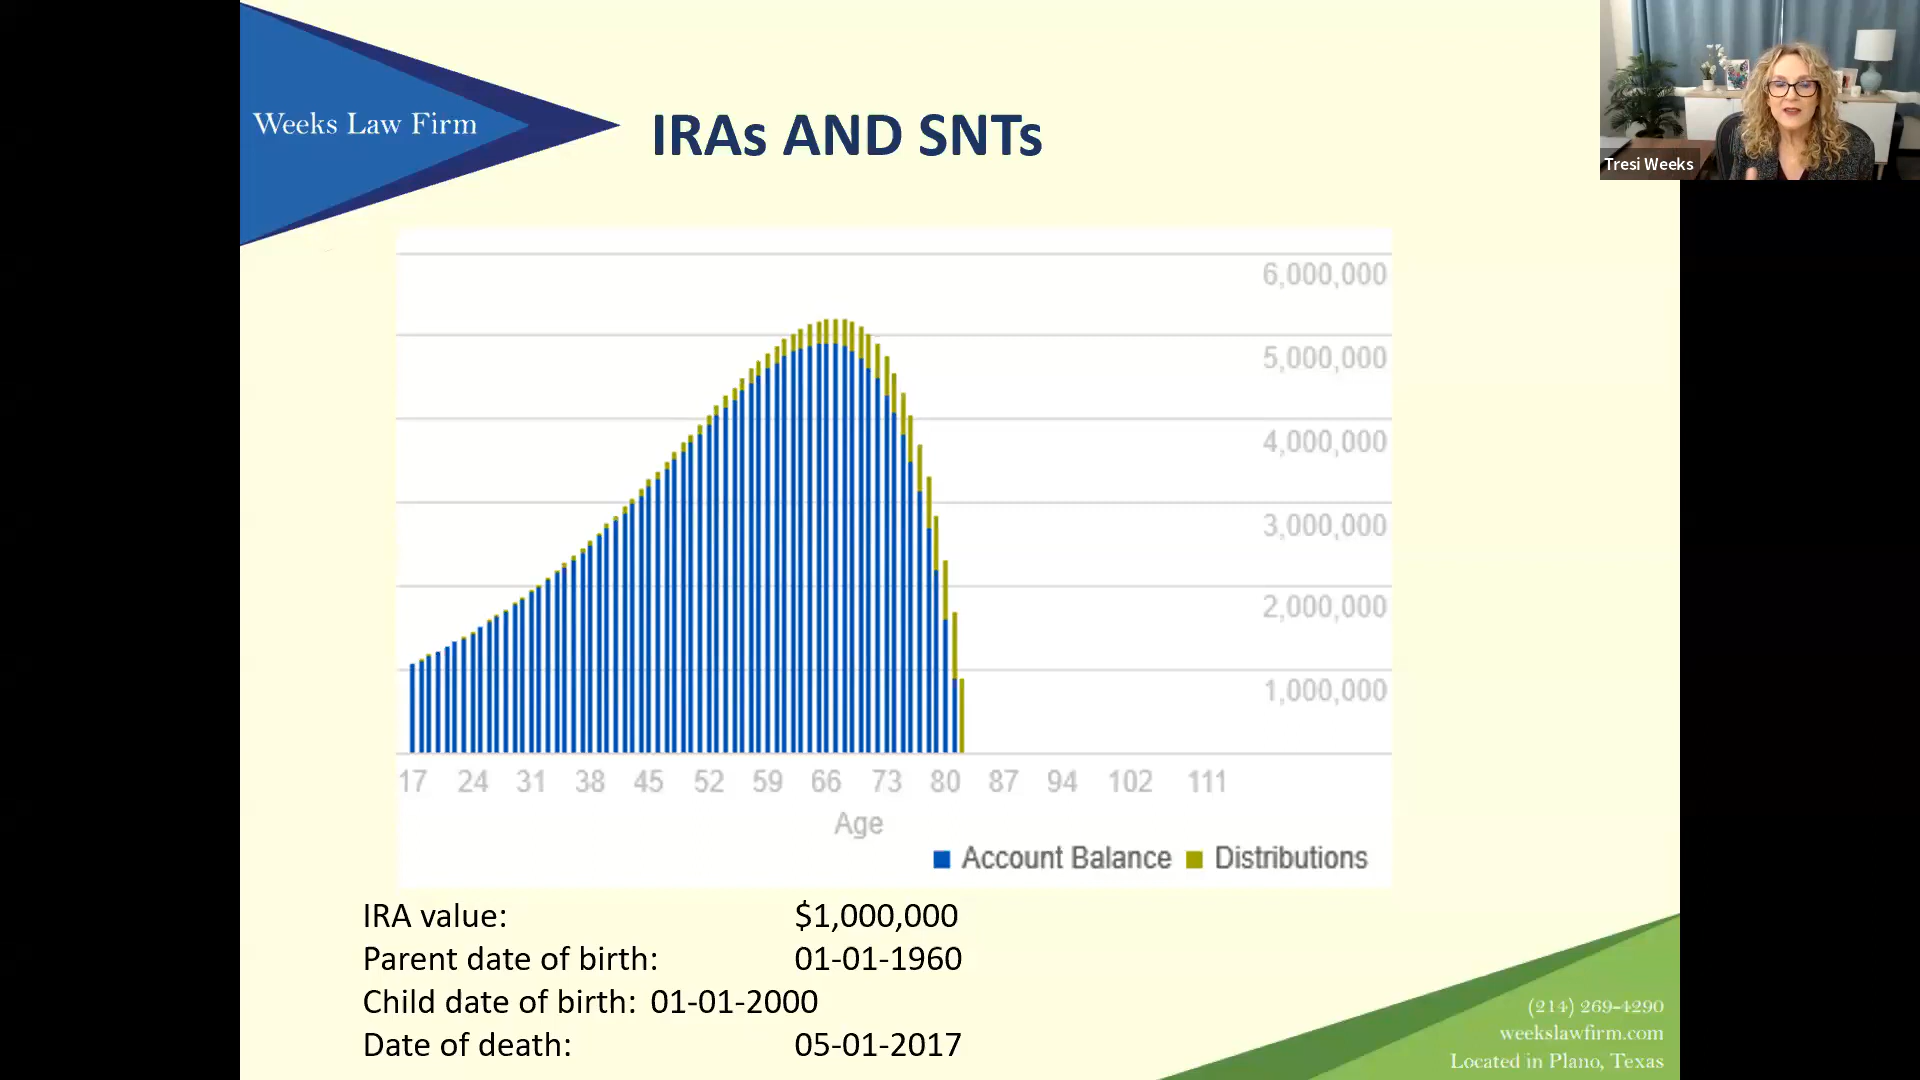 Weeks Law Firm
IRAs AND SNTs
Tresi Weeks
6,000,000
5,000,000
4,000,000
3,000,000
2,000,000
1,000,000
17 24 31 38 45 52 59 66 73 80 87 94 102 111
Age
Account Balance Distributions
IRA value: $1,000,000
Parent date of birth: 01-01-1960
Child date of birth: 01-01-2000
Date of death: 05-01-2017
(214) 269-4290
weekslawfirm.com
Located in Plano, Texas